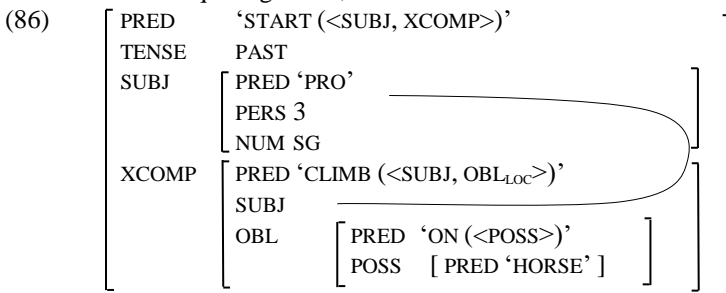 (86) PRED ‘START (<SUBJ, XCOMP>)’
TENSE PAST
SUBJ PRED ‘PRO’
PERS 3
NUM SG
XCOMP PRED ‘CLIMB (<SUBJ, OBLLOC>)’
SUBJ
OBL PRED ‘ON (<POSS>)’
POSS [ PRED ‘HORSE’ ]